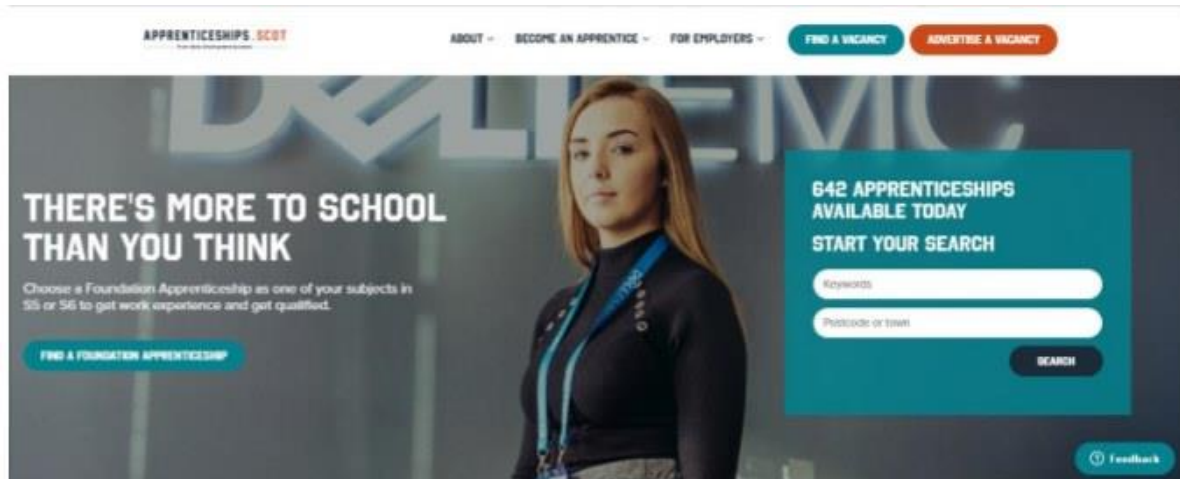 APPRENTICESHIPS.SCOT
ABOUT
BECOME AN APPRENTICE
FOR EMPLOYERS
FIND A VACANCY
ADVERTISE A VACANCY
DELL EMC
THERE'S MORE TO SCHOOL
THAN YOU THINK
Choose a Foundation Apprenticeship as one of your subjects in
S5 or S6 to get work experience and get qualified.
FIND A FOUNDATION APPRENTICESHIP
642 APPRENTICESHIPS
AVAILABLE TODAY
START YOUR SEARCH
Keywords
Postcode or town
SEARCH
Feedback